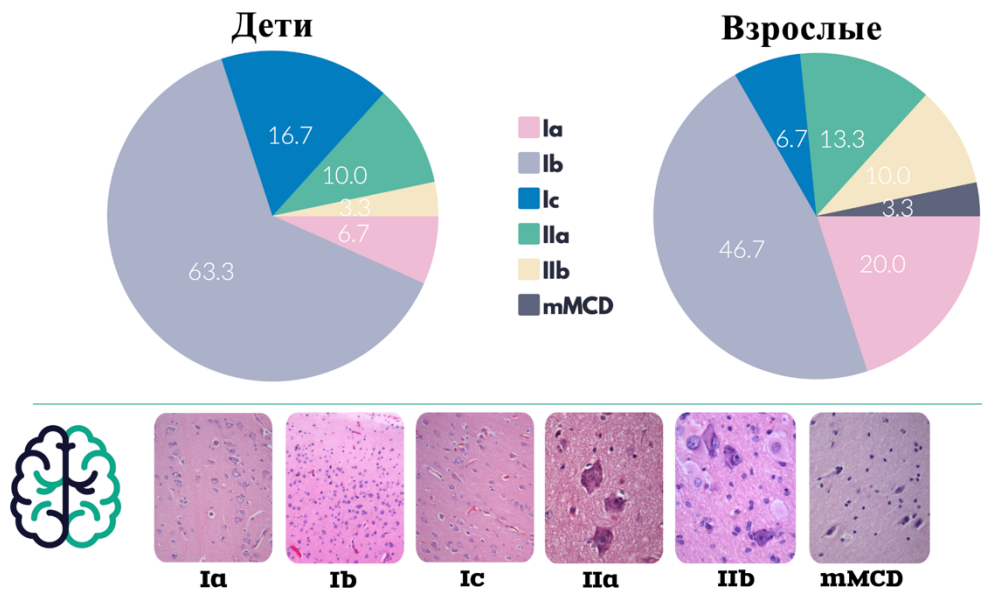 Дети
Взрослые
16.7
10.0
3.3
6.7
63.3
Ia
Ib
Ic
IIa
IIb
mMCD
6.7
13.3
10.0
3.3
46.7
20.0
Ia
Ib
Ic
IIa
IIb
mMCD